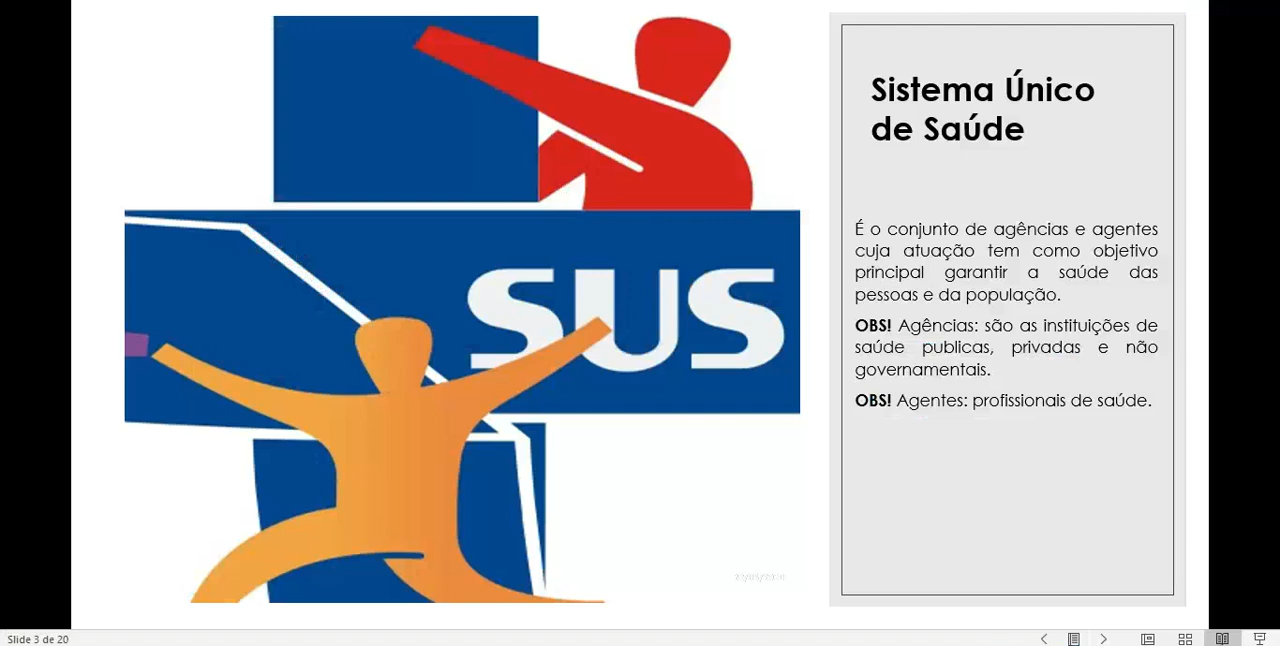 SUS
Sistema Único
de Saúde
É o conjunto de agências e agentes
cuja atuação tem como objetivo
principal garantir a saúde das
pessoas e da população.
OBS! Agências: são as instituições de
saúde publicas, privadas e não
governamentais.
OBS! Agentes: profissionais de saúde.
Slide 3 de 20